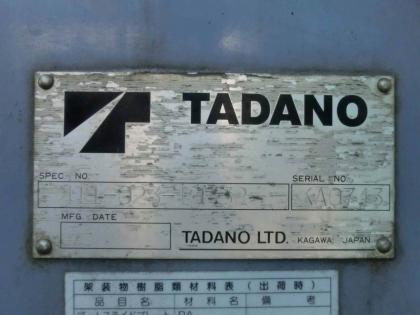 TADANO
SPEC. NO. SERIAL NO.
MFG. DATE
TADANO LTD. KAGAWA, JAPAN
架装物樹脂類材料表(出荷時)
品目名 材料名 備考